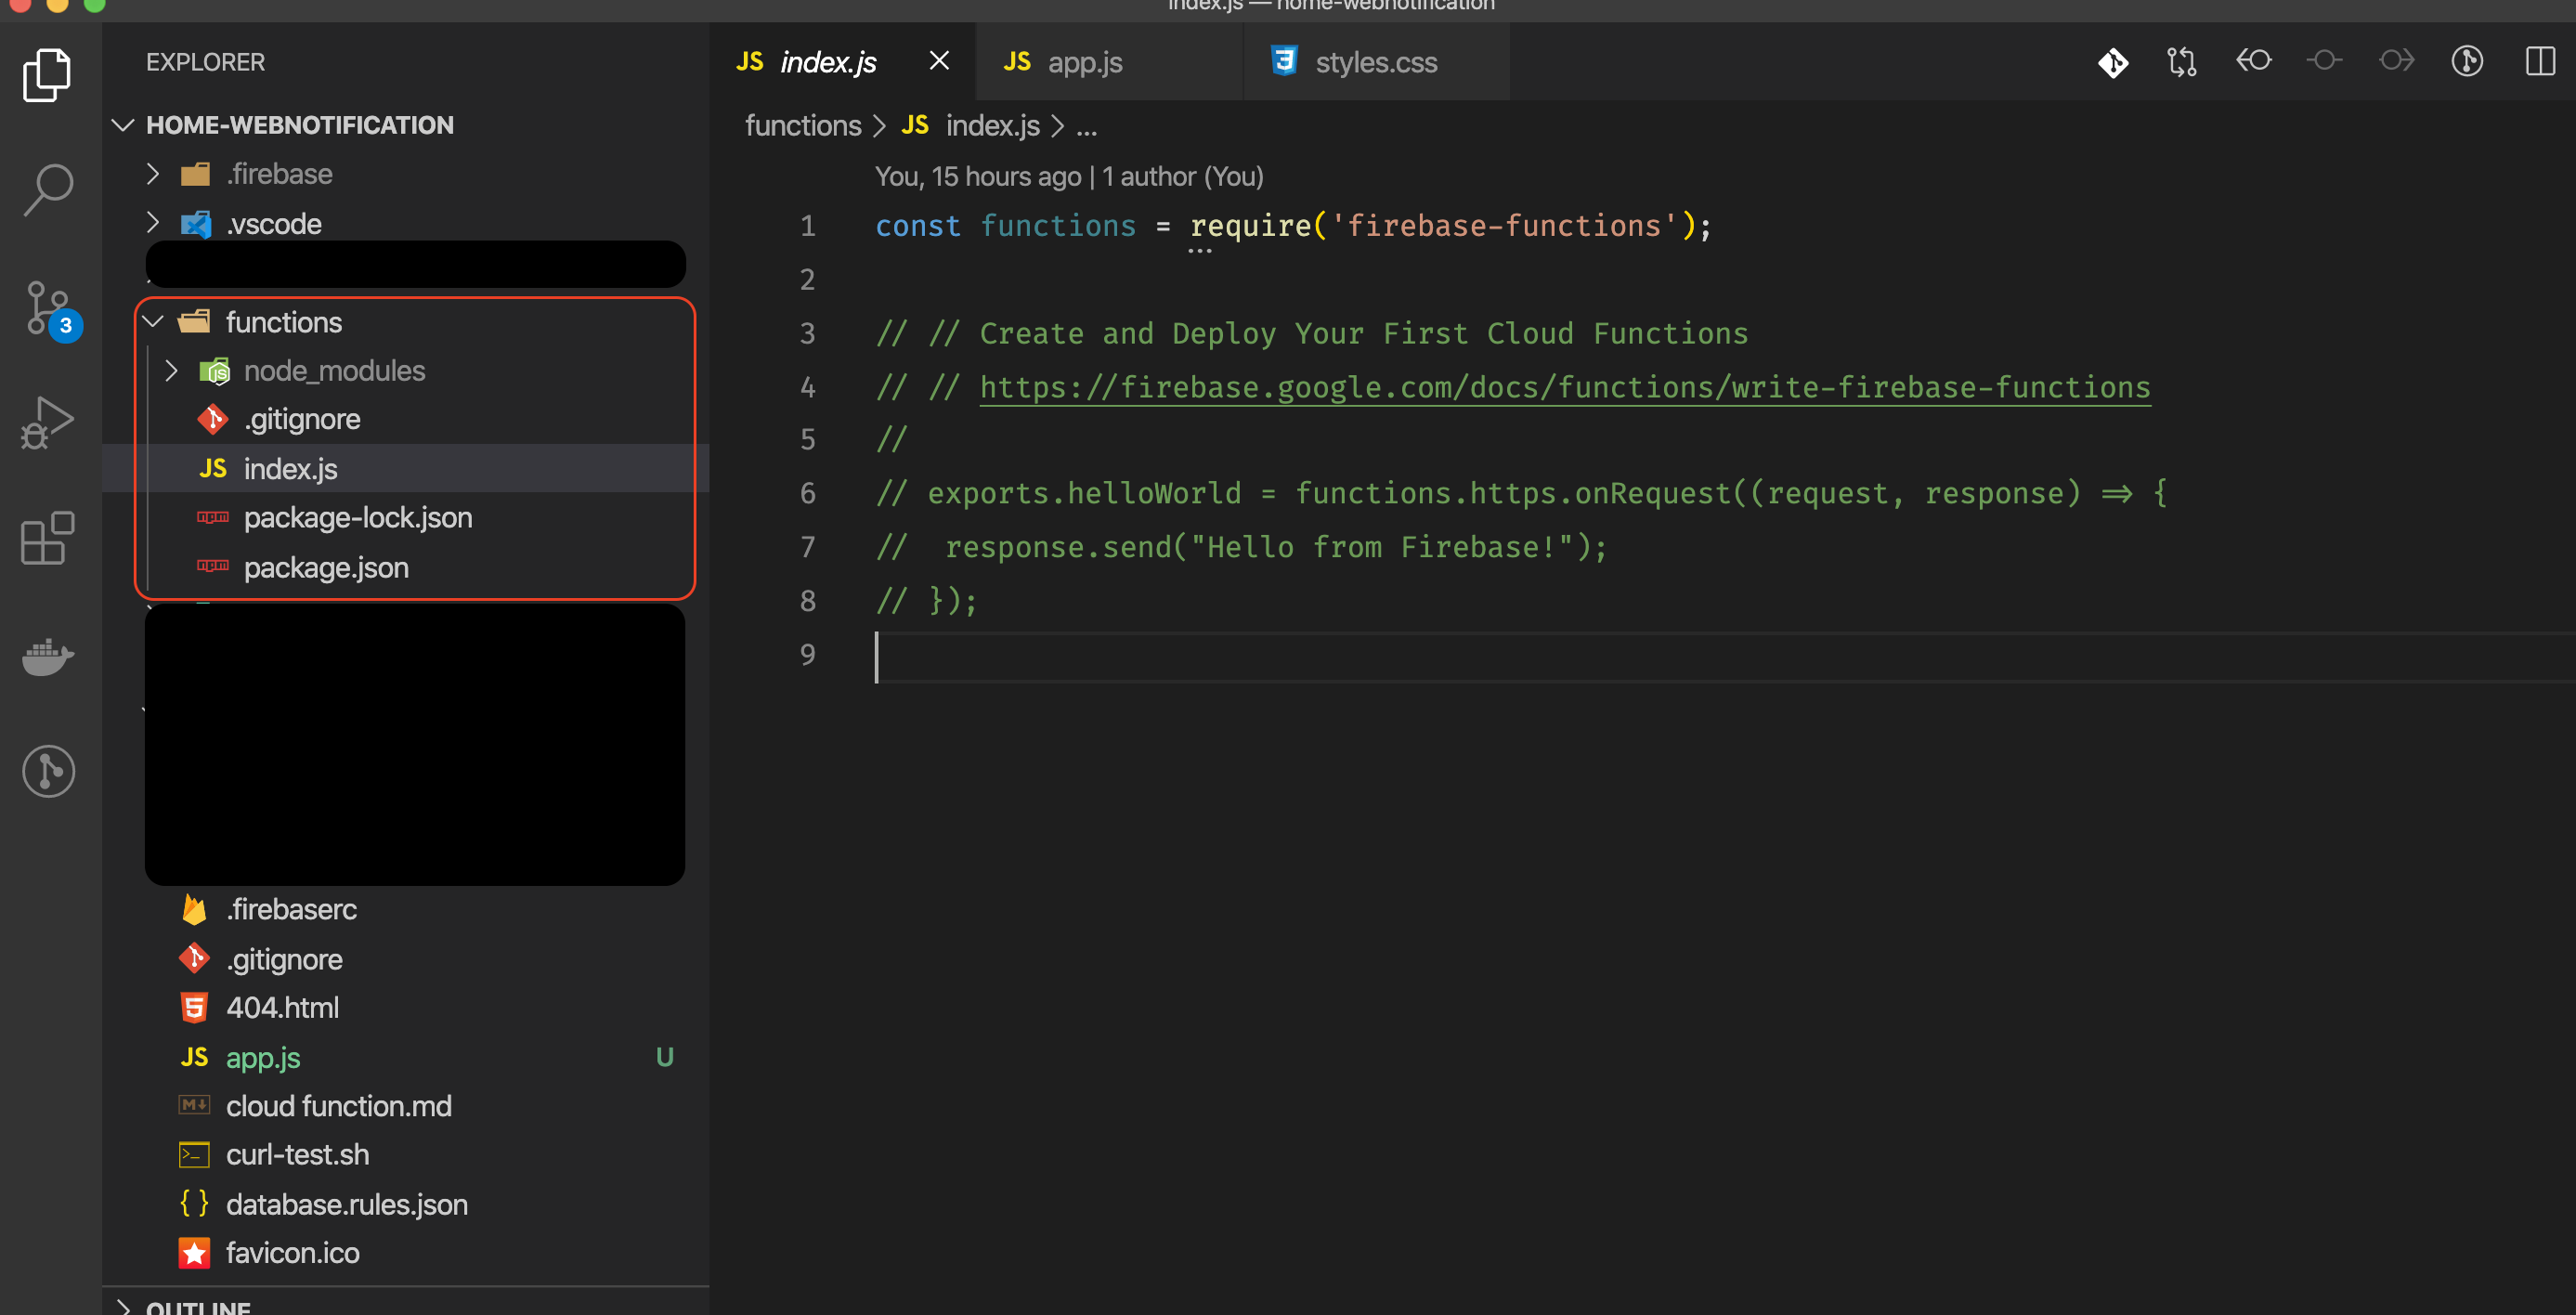 index.js — home-webnotification
EXPLORER
HOME-WEBNOTIFICATION
.firebase
.vscode
functions
node_modules
.gitignore
JS index.js
package-lock.json
package.json
.firebaserc
.gitignore
404.html
JS app.js U
cloud function.md
curl-test.sh
database.rules.json
favicon.ico
OUTLINE
3
JS index.js
JS app.js
styles.css
functions > JS index.js > ...
You, 15 hours ago | 1 author (You)
1 const functions = require('firebase-functions');
2
3 // // Create and Deploy Your First Cloud Functions
4 // // https://firebase.google.com/docs/functions/write-firebase-functions
5 //
6 // exports.helloWorld = functions.https.onRequest((request, response) => {
7 //  response.send("Hello from Firebase!");
8 // });
9